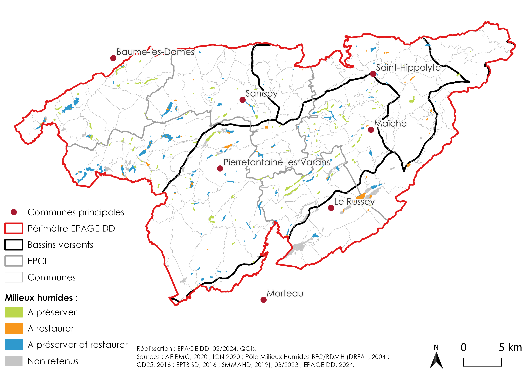 Baume-les-Dames
Saint-Hippolyte
Sancey
Maîche
Pierrefontaine-les-Varans
Le Russey
Morteau
Communes principales
Périmètre EPAGE DD
Bassins versants
EPCI
Communes
Milieux humides :
A préserver
A restaurer
A préserver et restaurer
Non retenus
N
0 5 km